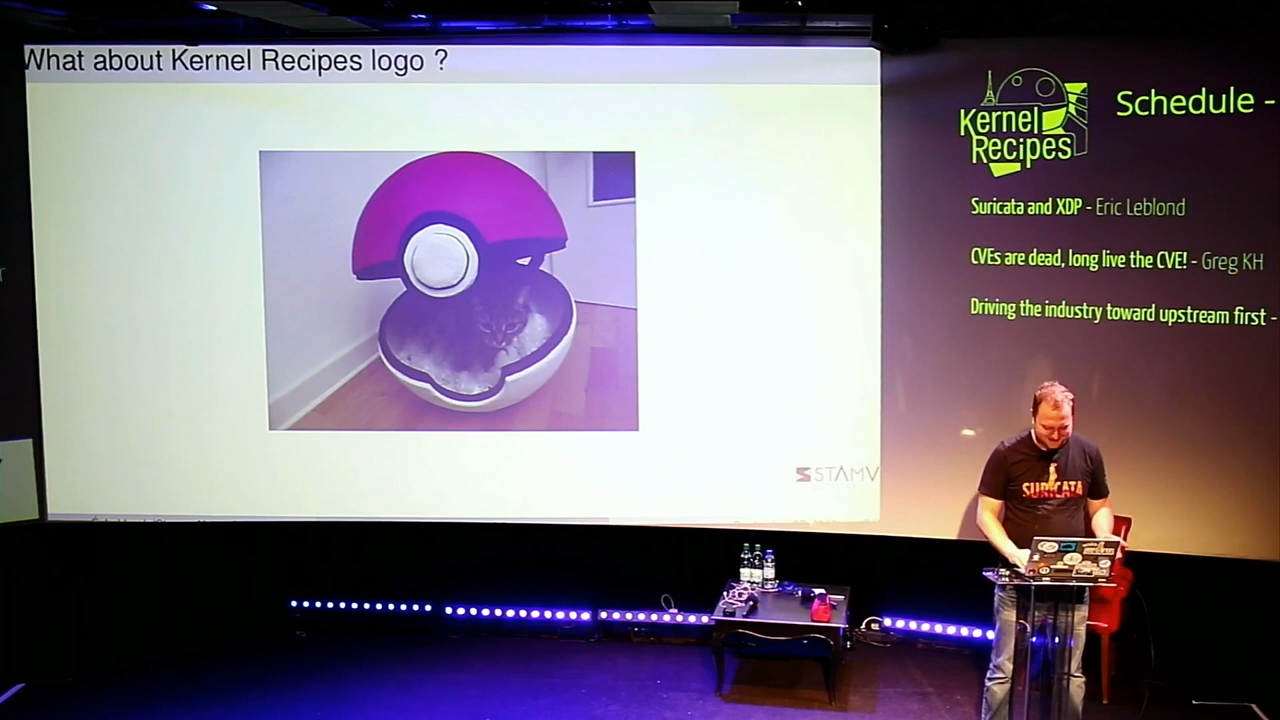 What about Kernel Recipes logo ?
STAMV
Kernel
Recipes
Schedule -
Suricata and XDP - Eric Leblond
CVEs are dead, long live the CVE! - Greg KH
Driving the industry toward upstream first -
SURICATA